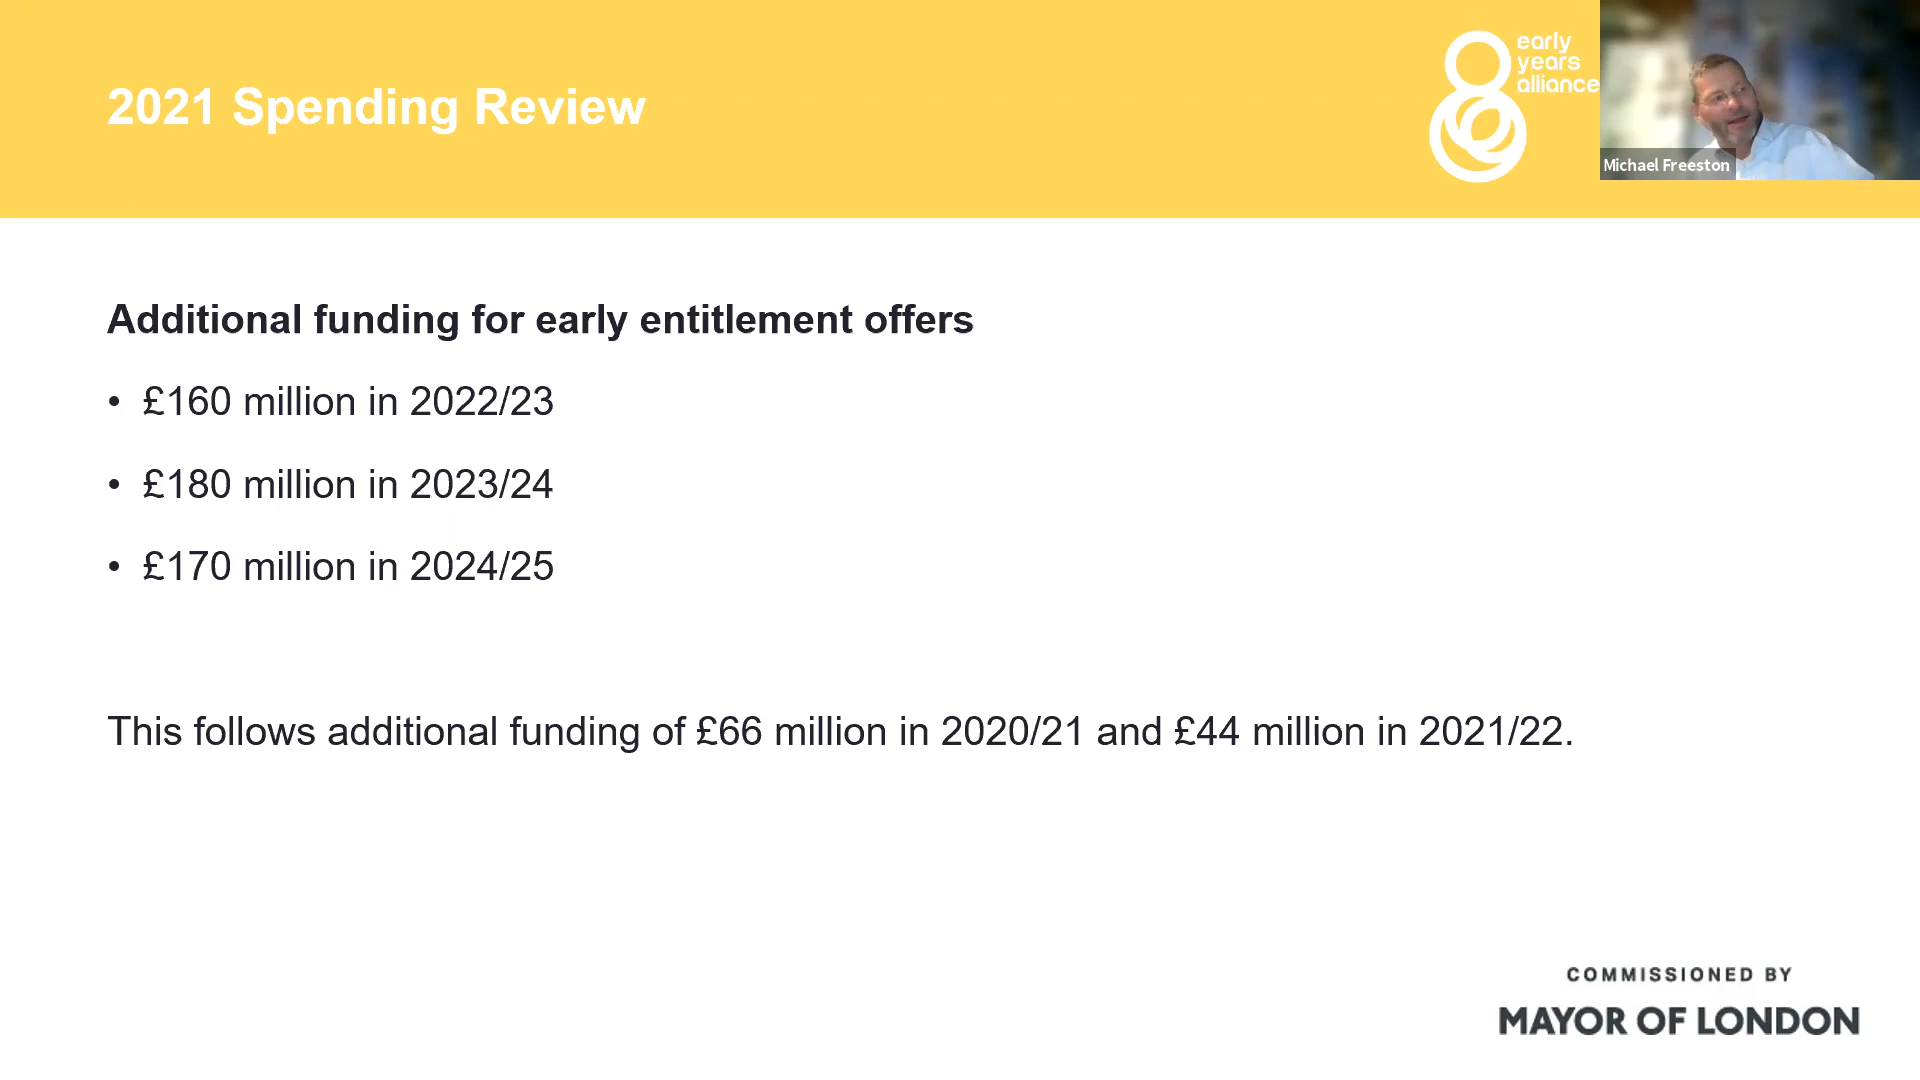 2021 Spending Review
early
years
alliance
Michael Freeston
Additional funding for early entitlement offers
• £160 million in 2022/23
• £180 million in 2023/24
• £170 million in 2024/25
This follows additional funding of £66 million in 2020/21 and £44 million in 2021/22.
COMMISSIONED BY
MAYOR OF LONDON